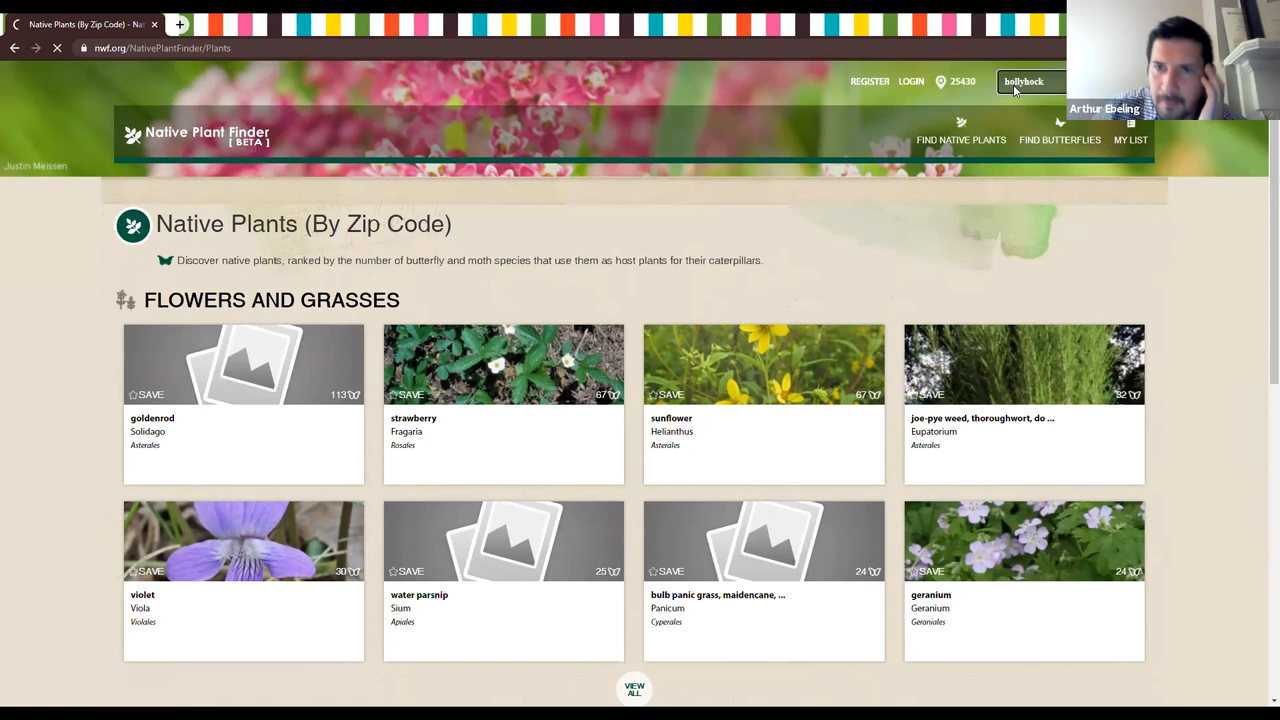 Native Plants (By Zip Code) - Na
nwf.org/NativePlantFinder/Plants
REGISTER LOGIN 25430 hollyhock
Arthur Ebeling
Native Plant Finder
[ BETA ]
FIND NATIVE PLANTS FIND BUTTERFLIES MY LIST
Justin Meissen
Native Plants (By Zip Code)
Discover native plants, ranked by the number of butterfly and moth species that use them as host plants for their caterpillars.
FLOWERS AND GRASSES
SAVE 113 SAVE 67 SAVE 67 SAVE 32
goldenrod strawberry sunflower joe-pye weed, thoroughwort, do ...
Solidago Fragaria Helianthus Eupatorium
Asterales Rosales Asterales Asterales
SAVE 30 SAVE 25 SAVE 24 SAVE 24
violet water parsnip bulb panic grass, maidencane, ... geranium
Viola Sium Panicum Geranium
Violales Apiales Cyperales Geraniales
VIEW
ALL